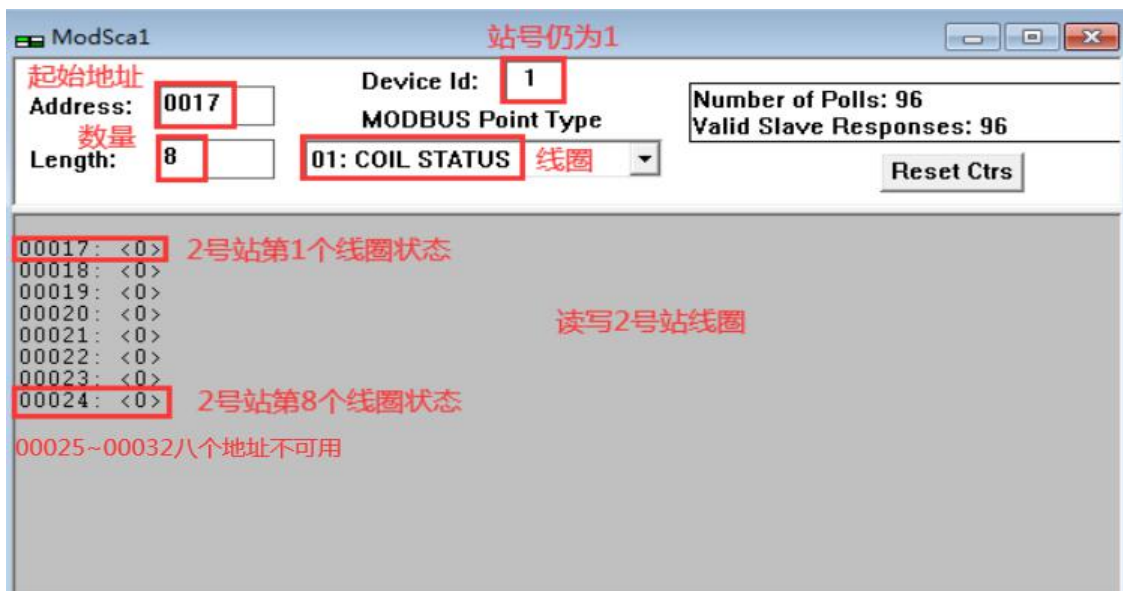 ModSca1
站号仍为1
起始地址
Address: 0017
数量
Length: 8
Device Id: 1
MODBUS Point Type
01: COIL STATUS 线圈
Number of Polls: 96
Valid Slave Responses: 96
Reset Ctrs
00017: <0> 2号站第1个线圈状态
00018: <0>
00019: <0>
00020: <0> 读写2号站线圈
00021: <0>
00022: <0>
00023: <0>
00024: <0> 2号站第8个线圈状态
00025~00032八个地址不可用